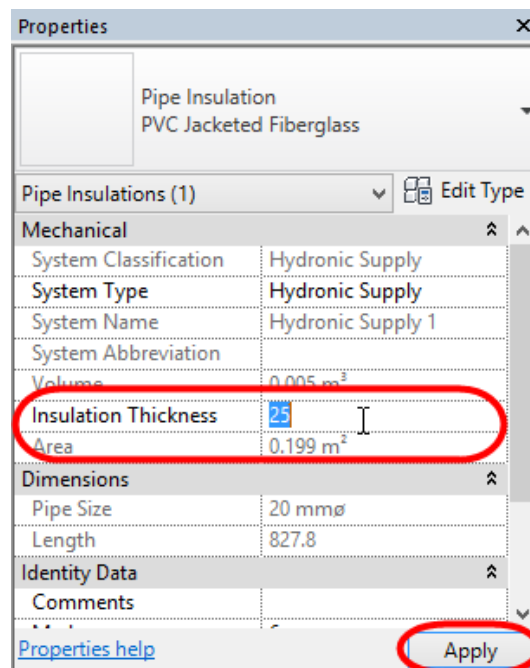 Properties
Pipe Insulation
PVC Jacketed Fiberglass
Pipe Insulations (1) Edit Type
Mechanical
System Classification Hydronic Supply
System Type Hydronic Supply
System Name Hydronic Supply 1
System Abbreviation
Volume 0.005 m³
Insulation Thickness 25
Area 0.199 m²
Dimensions
Pipe Size 20 mmø
Length 827.8
Identity Data
Comments
Properties help Apply